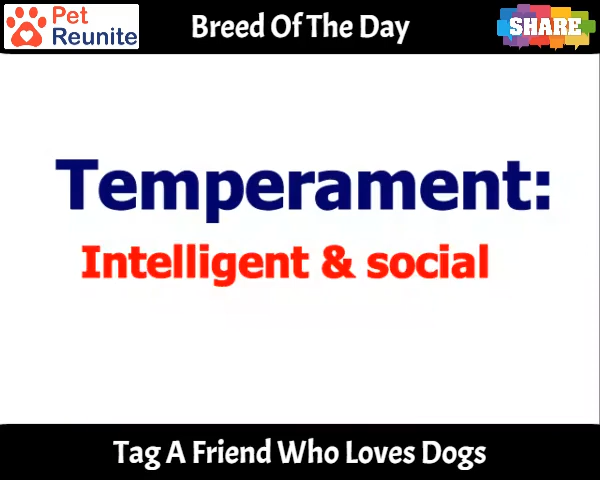 Pet
Reunite
Breed Of The Day
SHARE
Temperament:
Intelligent & social
Tag A Friend Who Loves Dogs